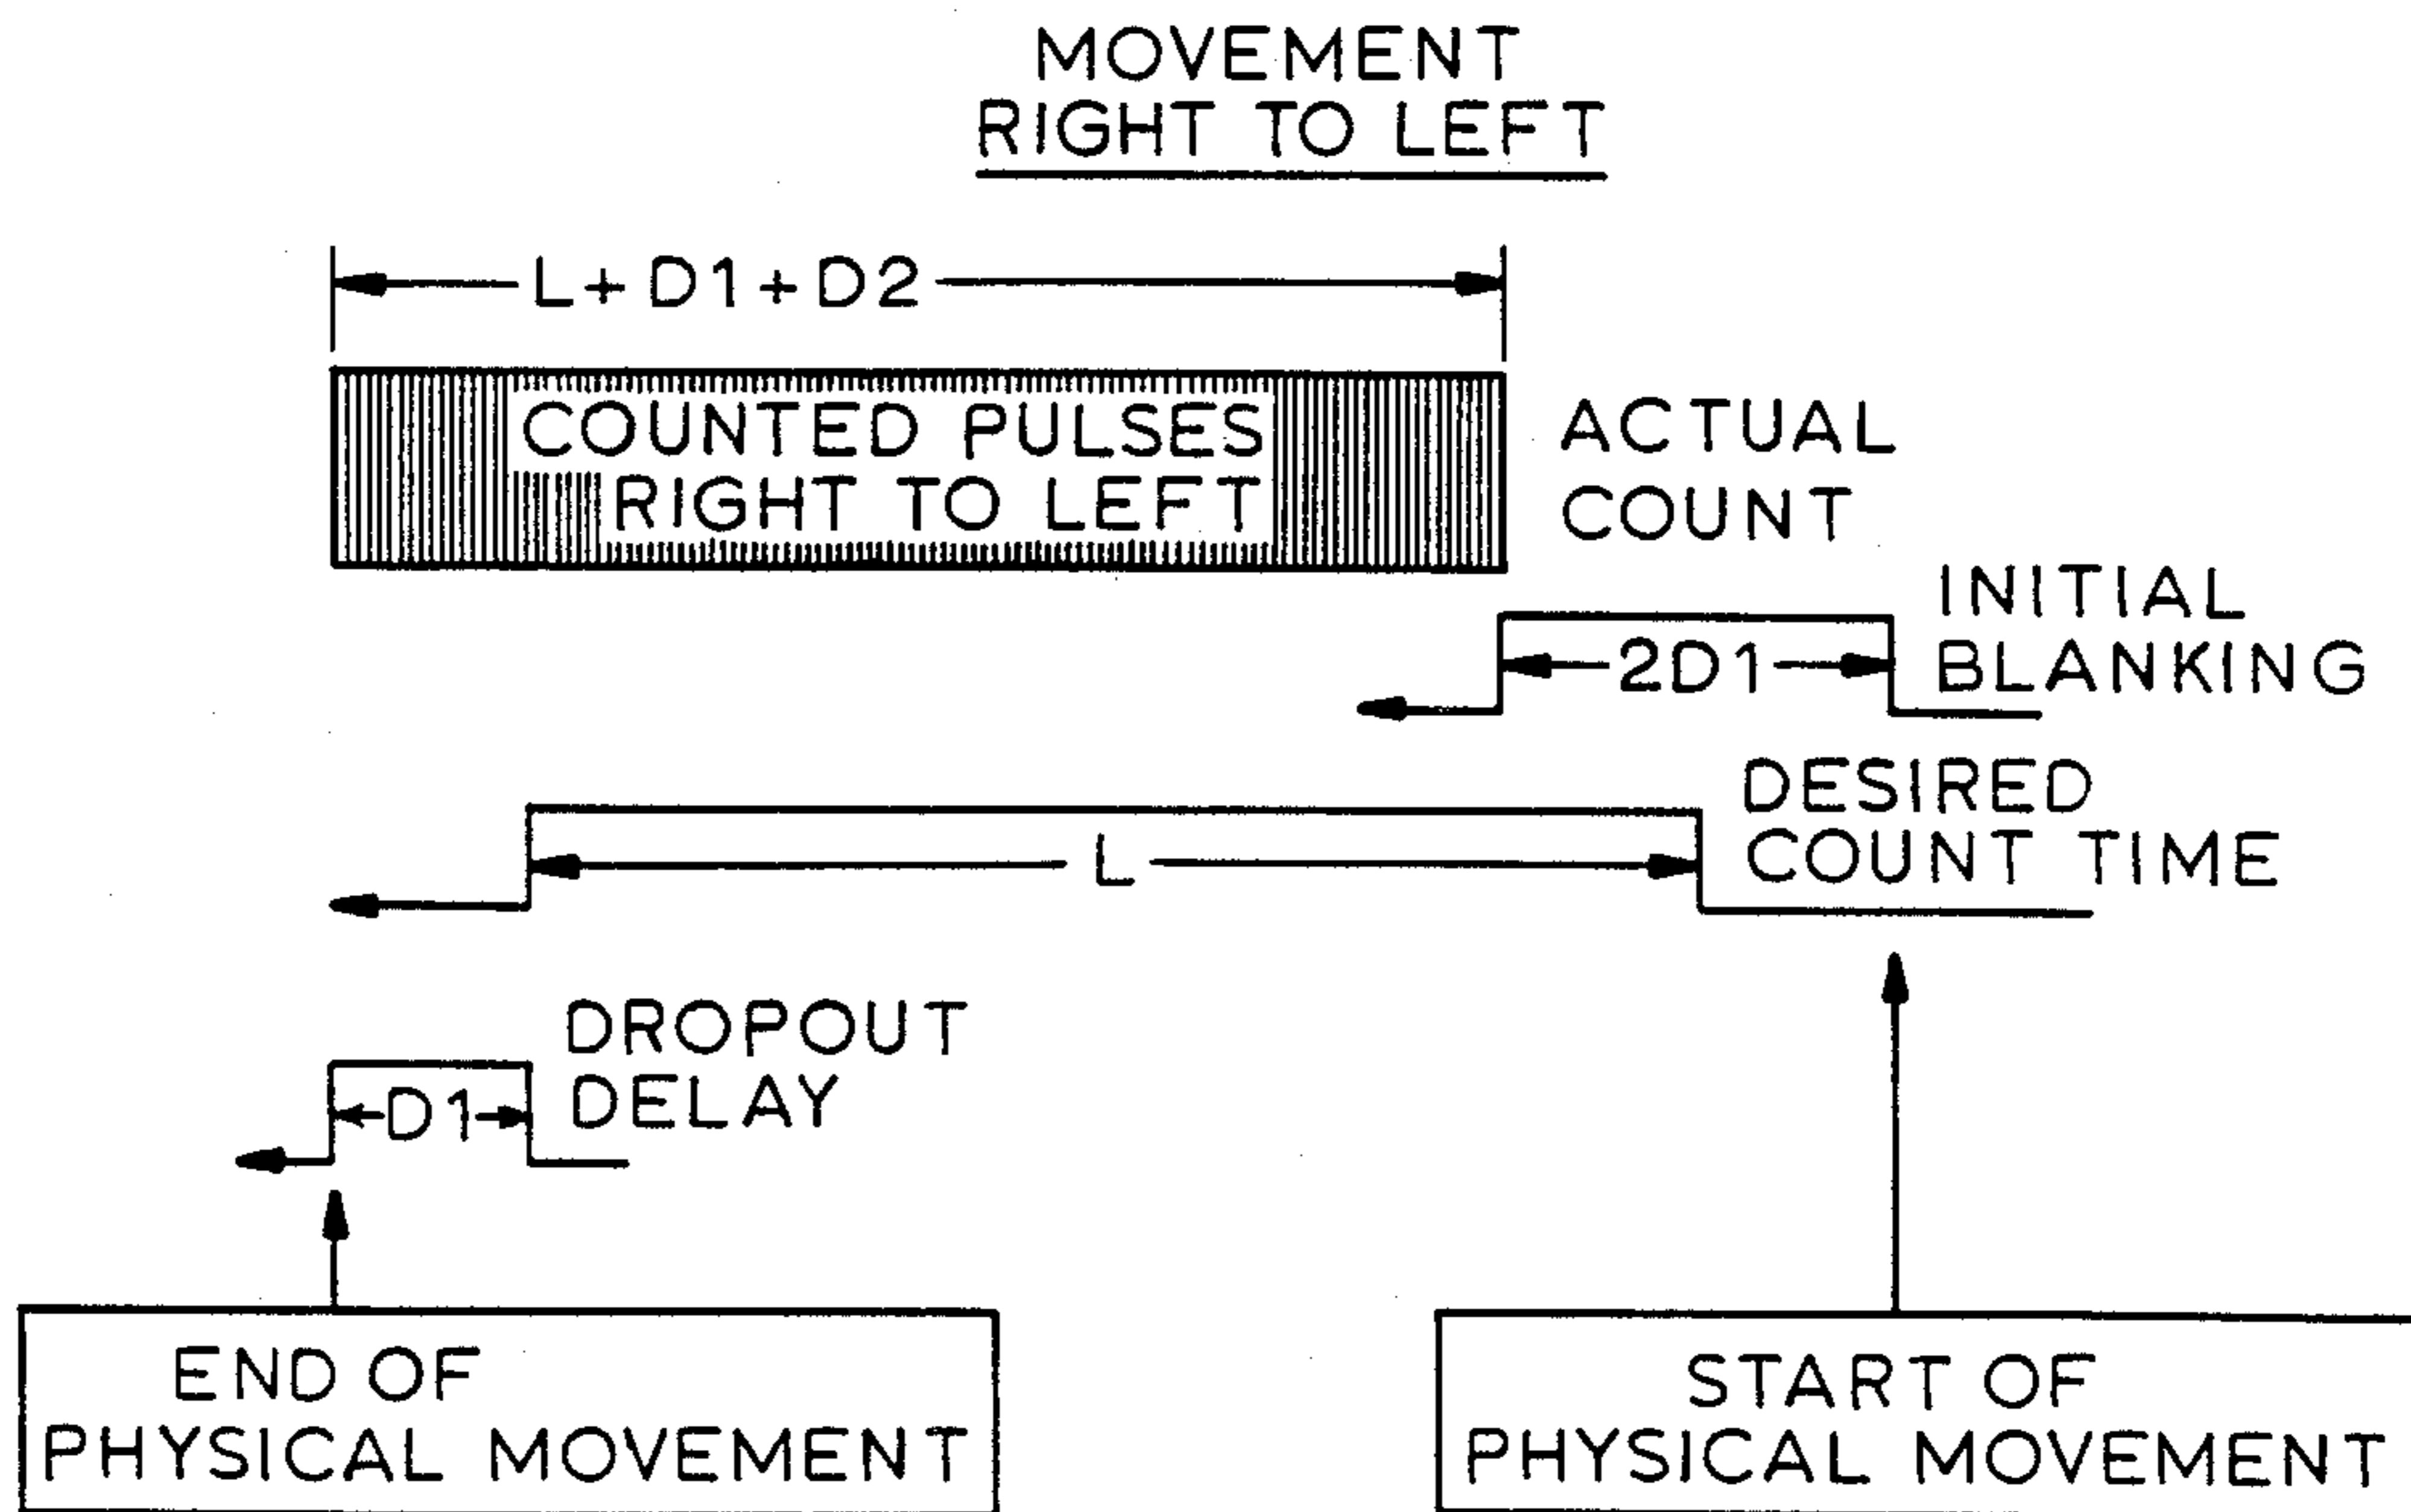 MOVEMENT
RIGHT TO LEFT
L+D1+D2
COUNTED PULSES
RIGHT TO LEFT
ACTUAL
COUNT
INITIAL
BLANKING
2D1
DESIRED
COUNT TIME
L
DROPOUT
DELAY
D1
END OF
PHYSICAL MOVEMENT
START OF
PHYSICAL MOVEMENT